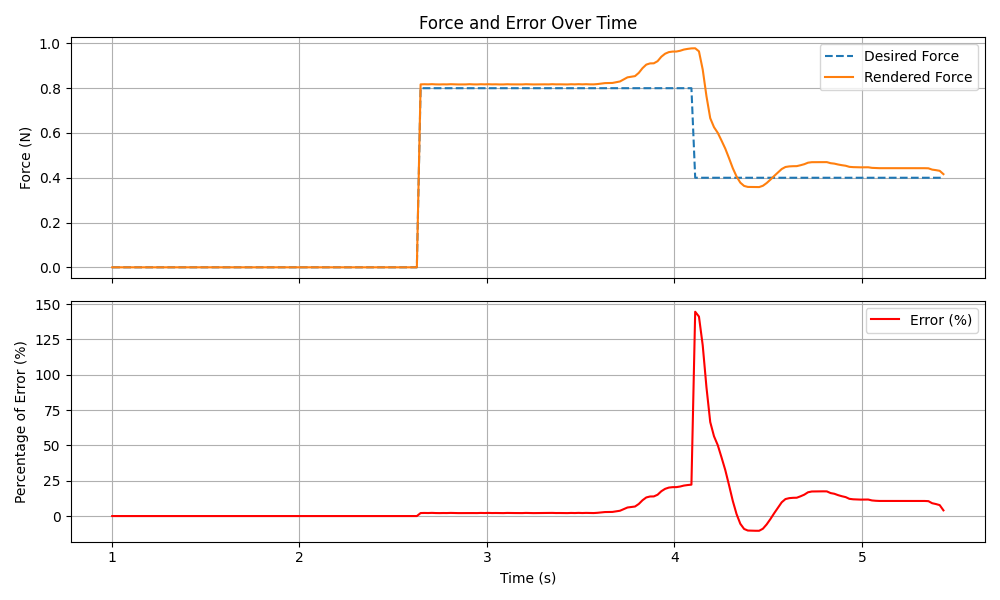 Force and Error Over Time
1.0
0.8
0.6
0.4
0.2
0.0
Force (N)
Desired Force
Rendered Force
150
125
100
75
50
25
0
Percentage of Error (%)
Error (%)
1 2 3 4 5
Time (s)